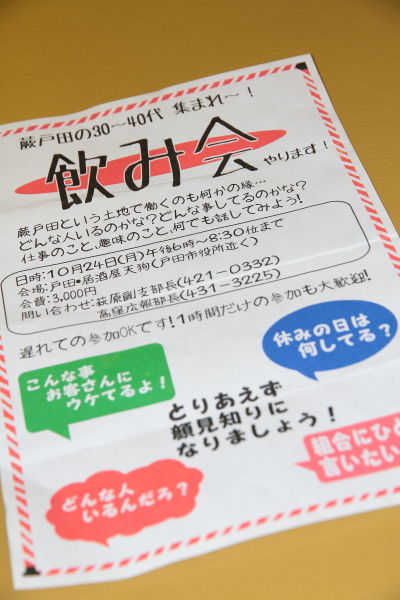 蕨戸田の30～40代 集まれ～！
飲み会やります！
蕨戸田という土地で働くのも何かの縁…
どんな人いるのかな？どんな事してるのかな？
仕事のこと、趣味のこと、何でも話してみよう！
日時：10月24日(月)午後6時～8:30位まで
会場：戸田・居酒屋天狗(戸田市役所近く)
会費：3,000円
問い合わせ：萩原副支部長(421-0332)
高窪広報部長(431-3225)
遅れての参加OKです！1時間だけの参加も大歓迎！
こんな事
お客さんに
ウケてるよ！
休みの日は
何してる？
とりあえず
顔見知りに
なりましょう！
組合にひと
言いたい
どんな人
いるんだろ？